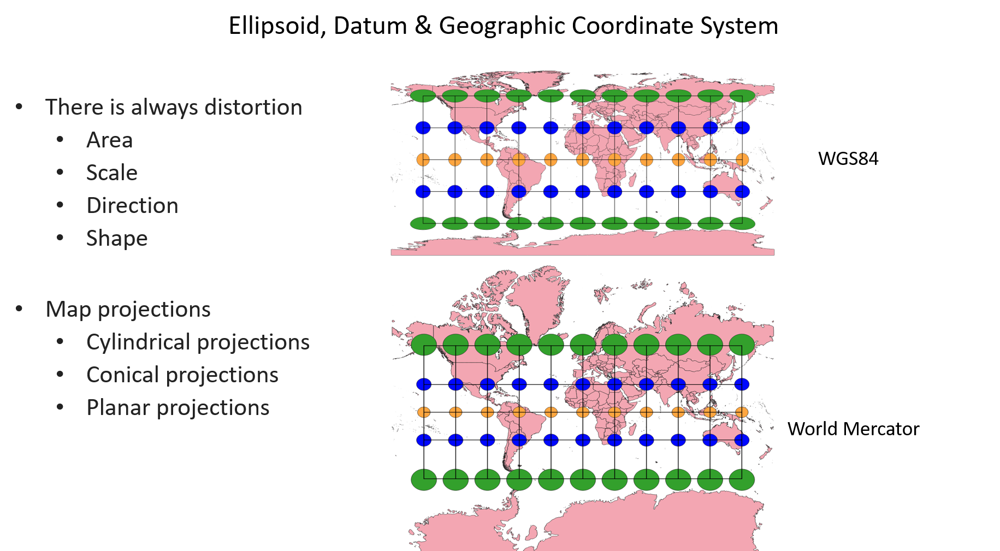 Ellipsoid, Datum & Geographic Coordinate System
• There is always distortion
• Area
• Scale
• Direction
• Shape
• Map projections
• Cylindrical projections
• Conical projections
• Planar projections
WGS84
World Mercator